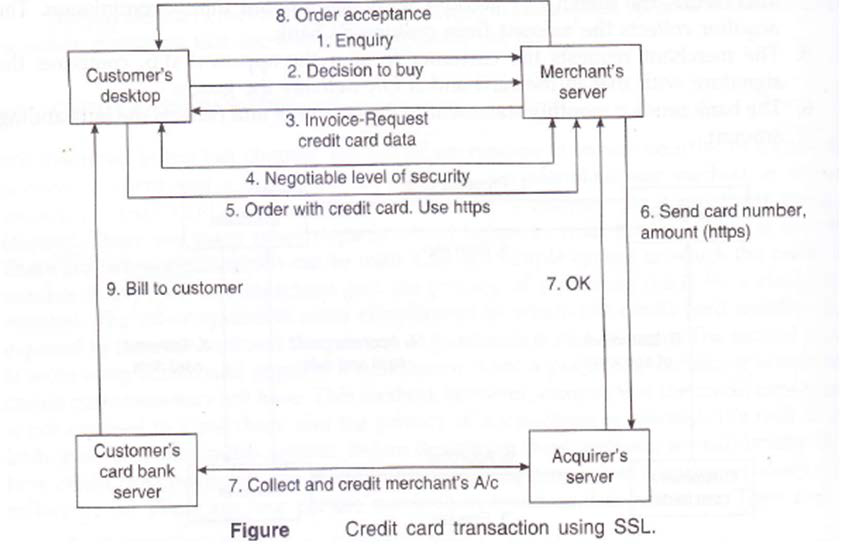 8. Order acceptance
1. Enquiry
Customer's
desktop
2. Decision to buy
Merchant's
server
3. Invoice-Request
credit card data
4. Negotiable level of security
5. Order with credit card. Use https
6. Send card number,
amount (https)
9. Bill to customer
7. OK
Customer's
card bank
server
Acquirer's
server
7. Collect and credit merchant's A/c
Figure Credit card transaction using SSL.